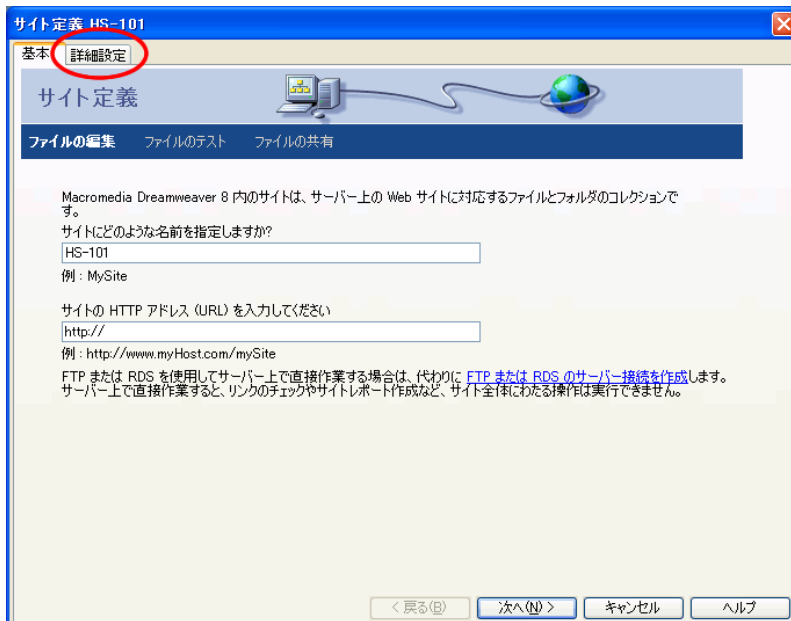 サイト定義 HS-101
基本 詳細設定
サイト定義
ファイルの編集 ファイルのテスト ファイルの共有
Macromedia Dreamweaver 8 内のサイトは、サーバー上の Web サイトに対応するファイルとフォルダのコレクションで
す。
サイトにどのような名前を指定しますか?
HS-101
例 : MySite
サイトの HTTP アドレス (URL) を入力してください
http://
例 : http://www.myHost.com/mySite
FTP または RDS を使用してサーバー上で直接作業する場合は、代わりに FTP または RDS のサーバー接続を作成します。
サーバー上で直接作業すると、リンクのチェックやサイトレポート作成など、サイト全体にわたる操作は実行できません。
< 戻る(B) 次へ(N) > キャンセル ヘルプ